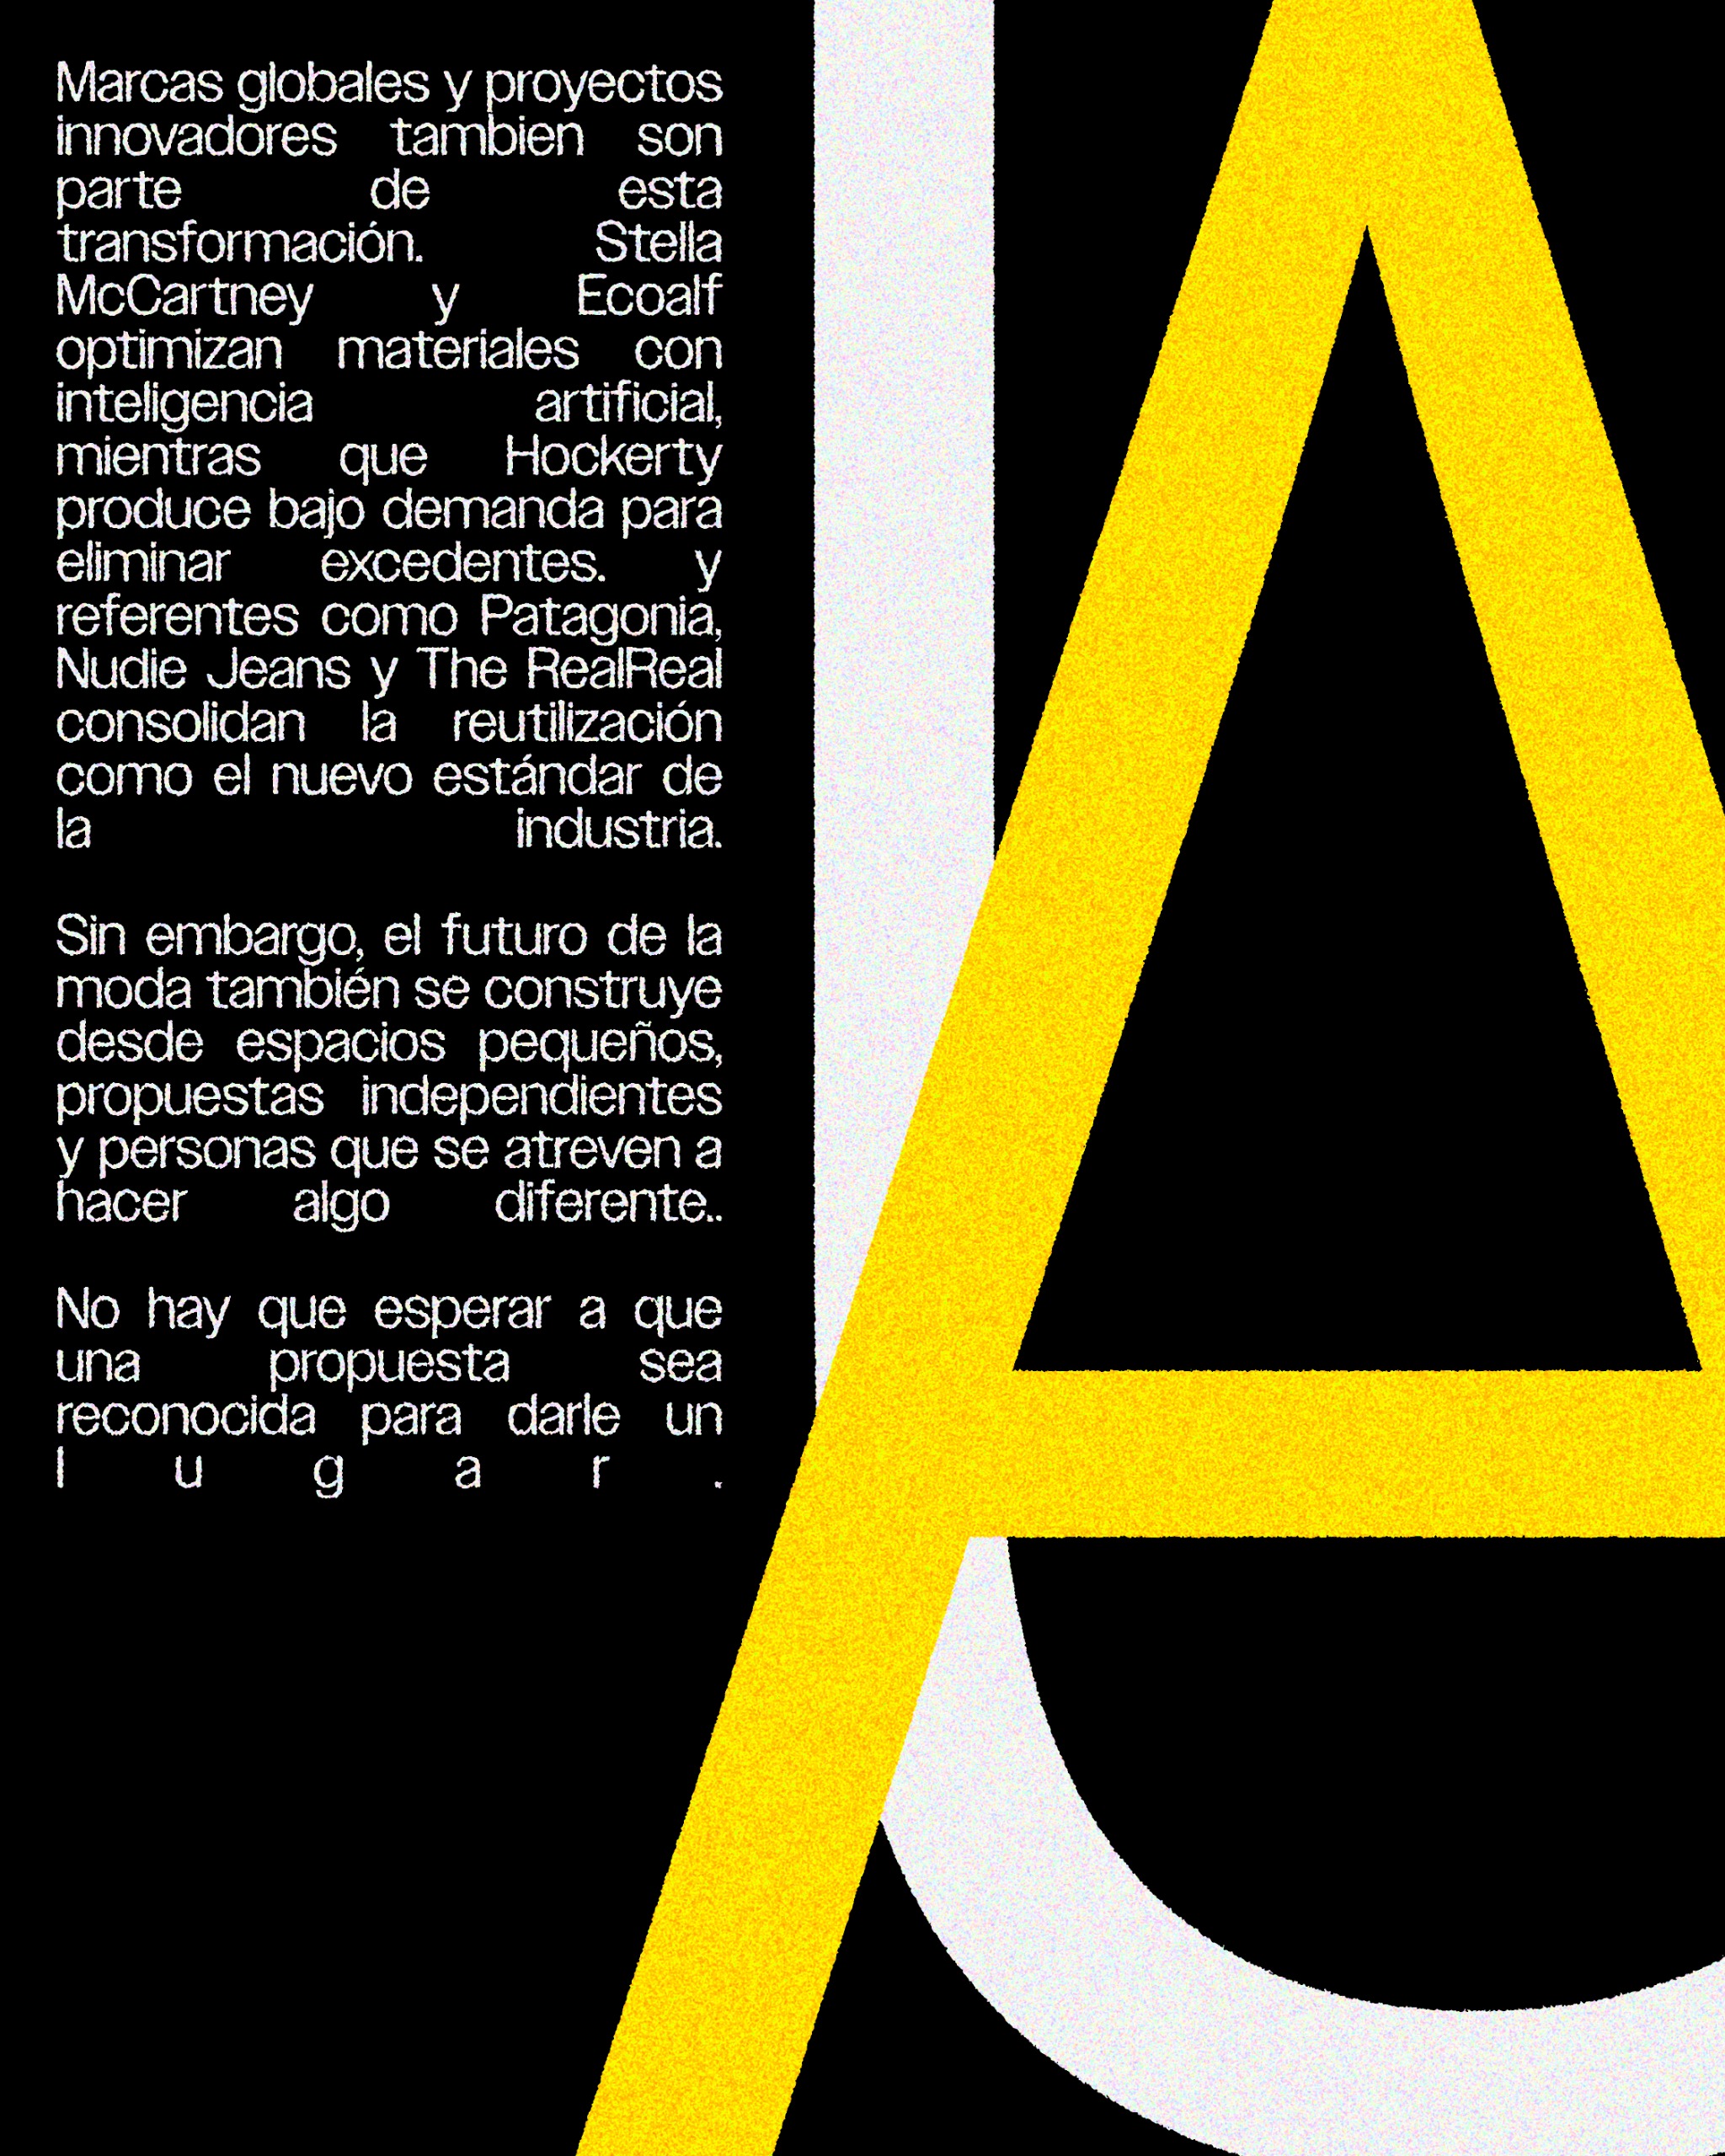 Marcas globales y proyectos
innovadores tambien son
parte de esta
transformación. Stella
McCartney y Ecoalf
optimizan materiales con
inteligencia artificial,
mientras que Hockerty
produce bajo demanda para
eliminar excedentes. y
referentes como Patagonia,
Nudie Jeans y The RealReal
consolidan la reutilización
como el nuevo estándar de
la industria.
Sin embargo, el futuro de la
moda también se construye
desde espacios pequeños,
propuestas independientes
y personas que se atreven a
hacer algo diferente..
No hay que esperar a que
una propuesta sea
reconocida para darle un
lugar.